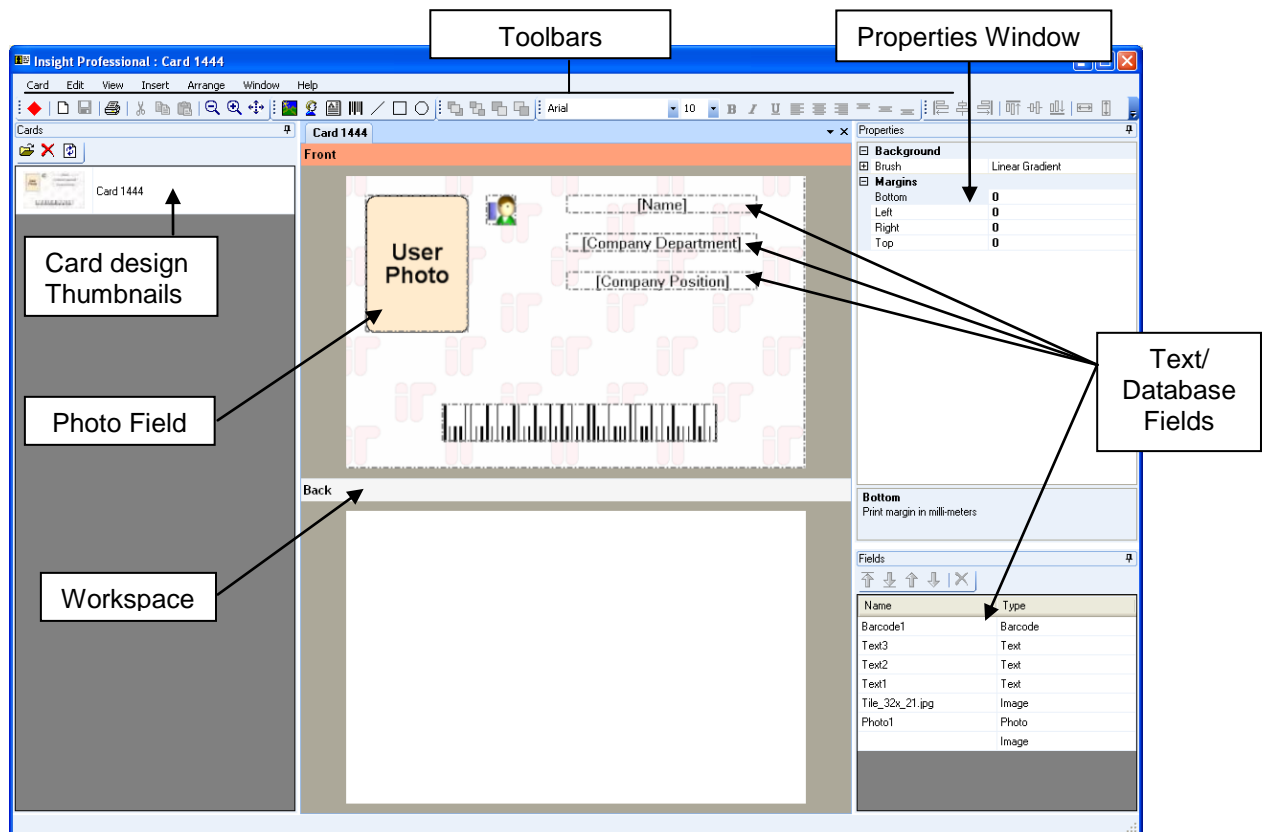 Toolbars
Properties Window
Insight Professional : Card 1444
Card Edit View Insert Arrange Window Help
Arial 10 B I U
Cards
Card 1444
Properties
Front
Card 1444
Background
Brush Linear Gradient
Margins
Bottom 0
Left 0
Right 0
Top 0
User
Photo
[Name]
[Company Department]
[Company Position]
ir
Card design
Thumbnails
Text/
Database
Fields
Photo Field
Back
Bottom
Print margin in milli-meters
Workspace
Fields
Name Type
Barcode1 Barcode
Text3 Text
Text2 Text
Text1 Text
Tile_32x_21.jpg Image
Photo1 Photo
Image